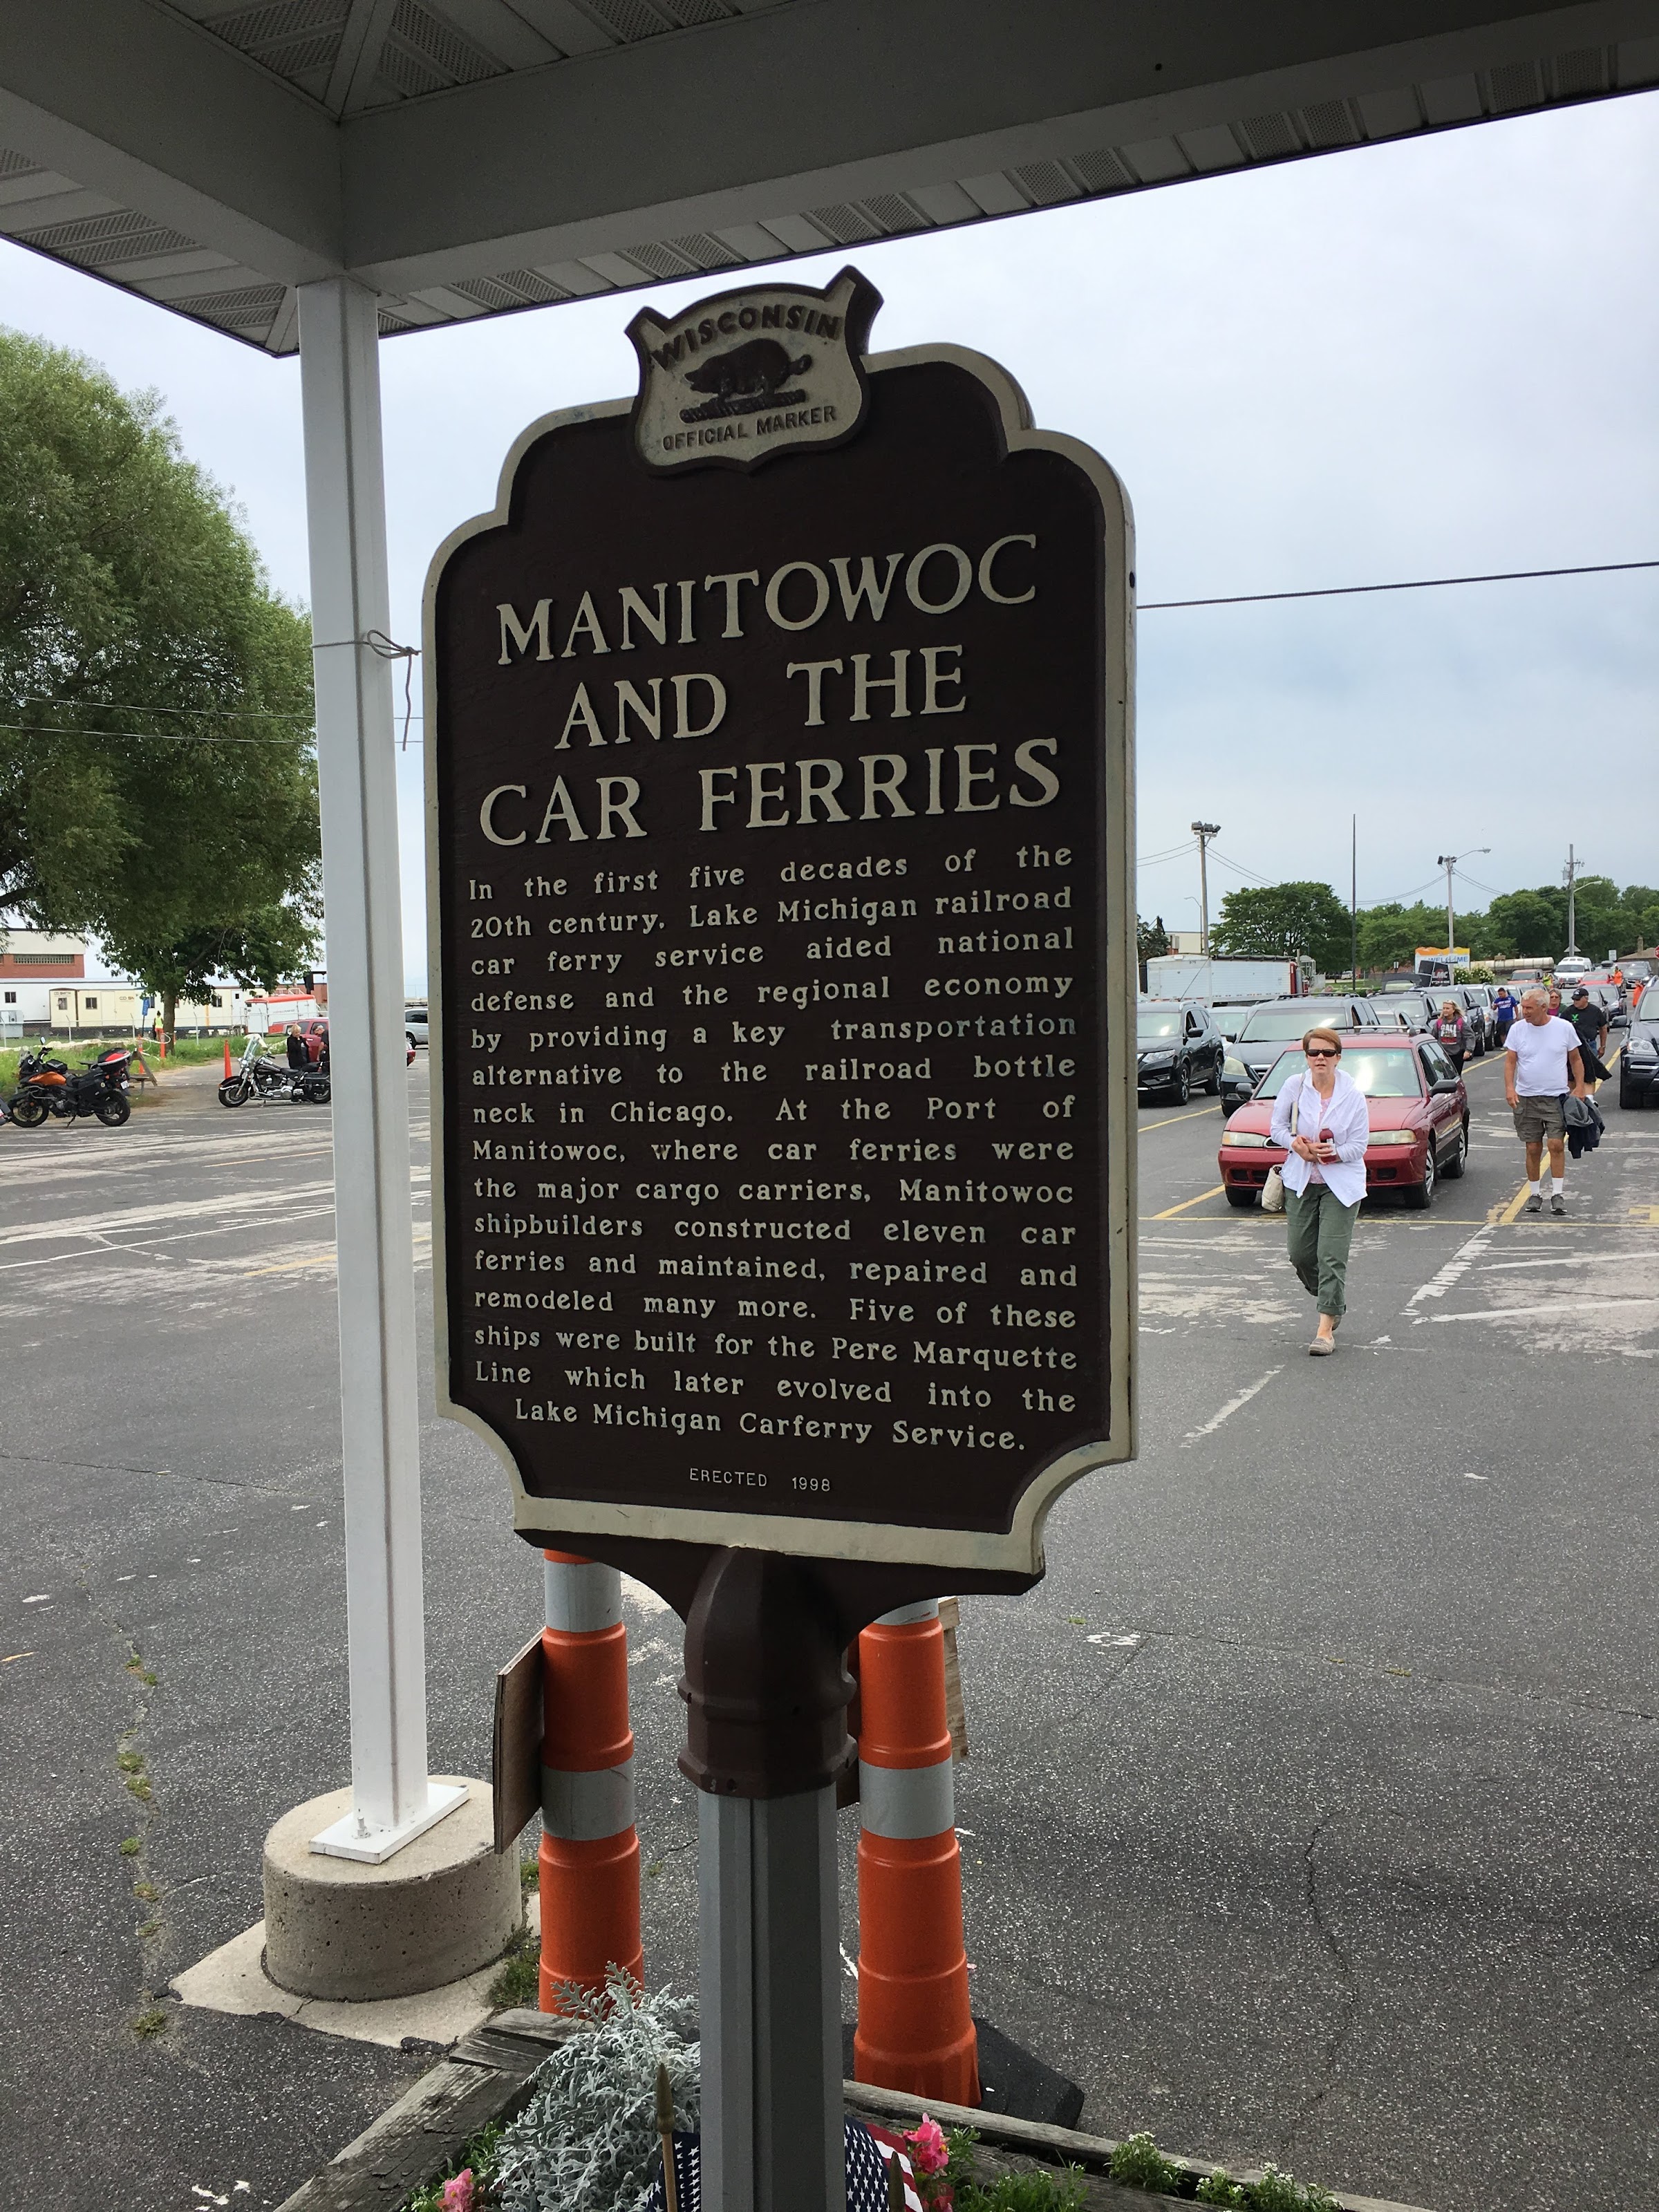 WISCONSIN
OFFICIAL MARKER
MANITOWOC
AND THE
CAR FERRIES
In the first five decades of the
20th century, Lake Michigan railroad
car ferry service aided national
defense and the regional economy
by providing a key transportation
alternative to the railroad bottle
neck in Chicago. At the Port of
Manitowoc, where car ferries were
the major cargo carriers, Manitowoc
shipbuilders constructed eleven car
ferries and maintained, repaired and
remodeled many more. Five of these
ships were built for the Pere Marquette
Line which later evolved into the
Lake Michigan Carferry Service.
ERECTED 1998
WELCOME